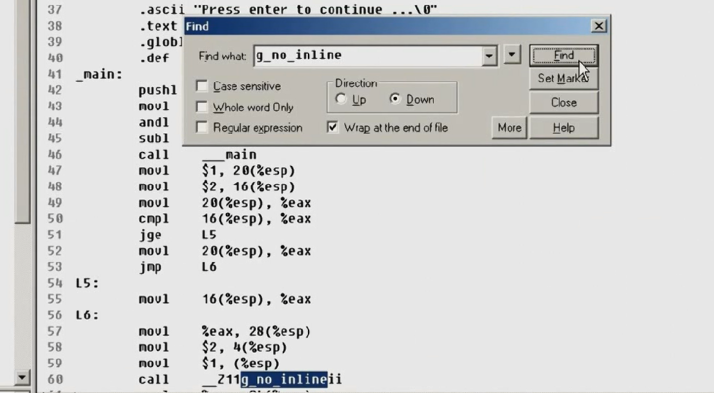 37 .ascii "Press enter to continue ...\0"
38 .text
39 .globl
40 .def
41 _main:
42 pushl
43 movl
44 andl
45 subl
46 call ___main
47 movl $1, 20(%esp)
48 movl $2, 16(%esp)
49 movl 20(%esp), %eax
50 cmpl 16(%esp), %eax
51 jge L5
52 movl 20(%esp), %eax
53 jmp L6
54 L5:
55 movl 16(%esp), %eax
56 L6:
57 movl %eax, 28(%esp)
58 movl $2, 4(%esp)
59 movl $1, (%esp)
60 call __Z11g_no_inlineii
Find
Find what: g_no_inline
Find
Case sensitive
Direction
Set Marker
Whole word Only
Up
Down
Close
Regular expression
Wrap at the end of file
More
Help